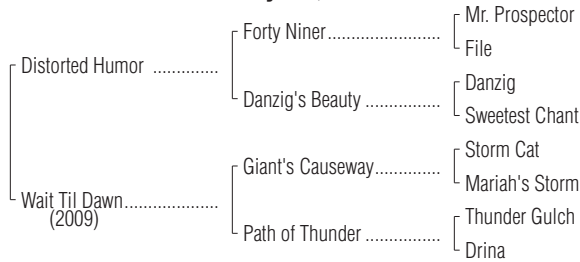 Mr. Prospector
Forty Niner................
File
Distorted Humor ..............
Danzig
Danzig's Beauty ................
Sweetest Chant
Storm Cat
Giant's Causeway..............
Mariah's Storm
Wait Til Dawn....................
(2009)
Thunder Gulch
Path of Thunder ................
Drina